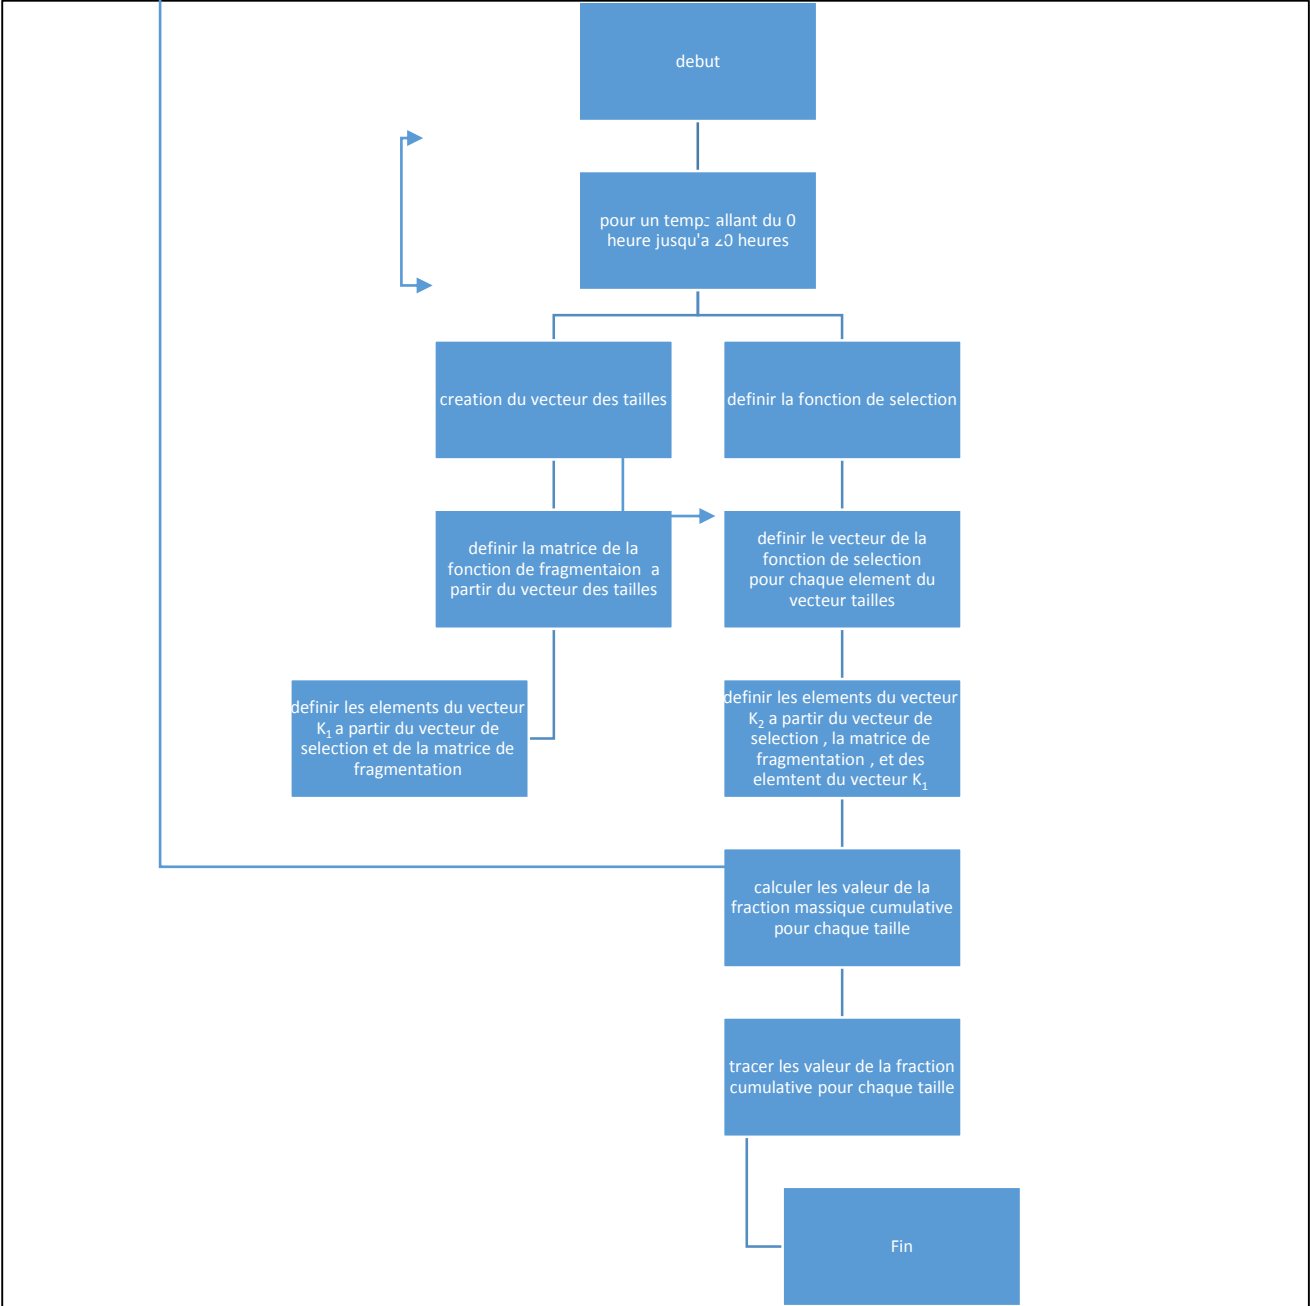 debut
pour un temps allant du 0
heure jusqu'a 20 heures
creation du vecteur des tailles
definir la fonction de selection
definir la matrice de la
fonction de fragmentaion a
partir du vecteur des tailles
definir le vecteur de la
fonction de selection
pour chaque element du
vecteur tailles
definir les elements du vecteur
K₁ a partir du vecteur de
selection et de la matrice de
fragmentation
definir les elements du vecteur
K₂ a partir du vecteur de
selection , la matrice de
fragmentation , et des
elemtent du vecteur K₁
calculer les valeur de la
fraction massique cumulative
pour chaque taille
tracer les valeur de la fraction
cumulative pour chaque taille
Fin